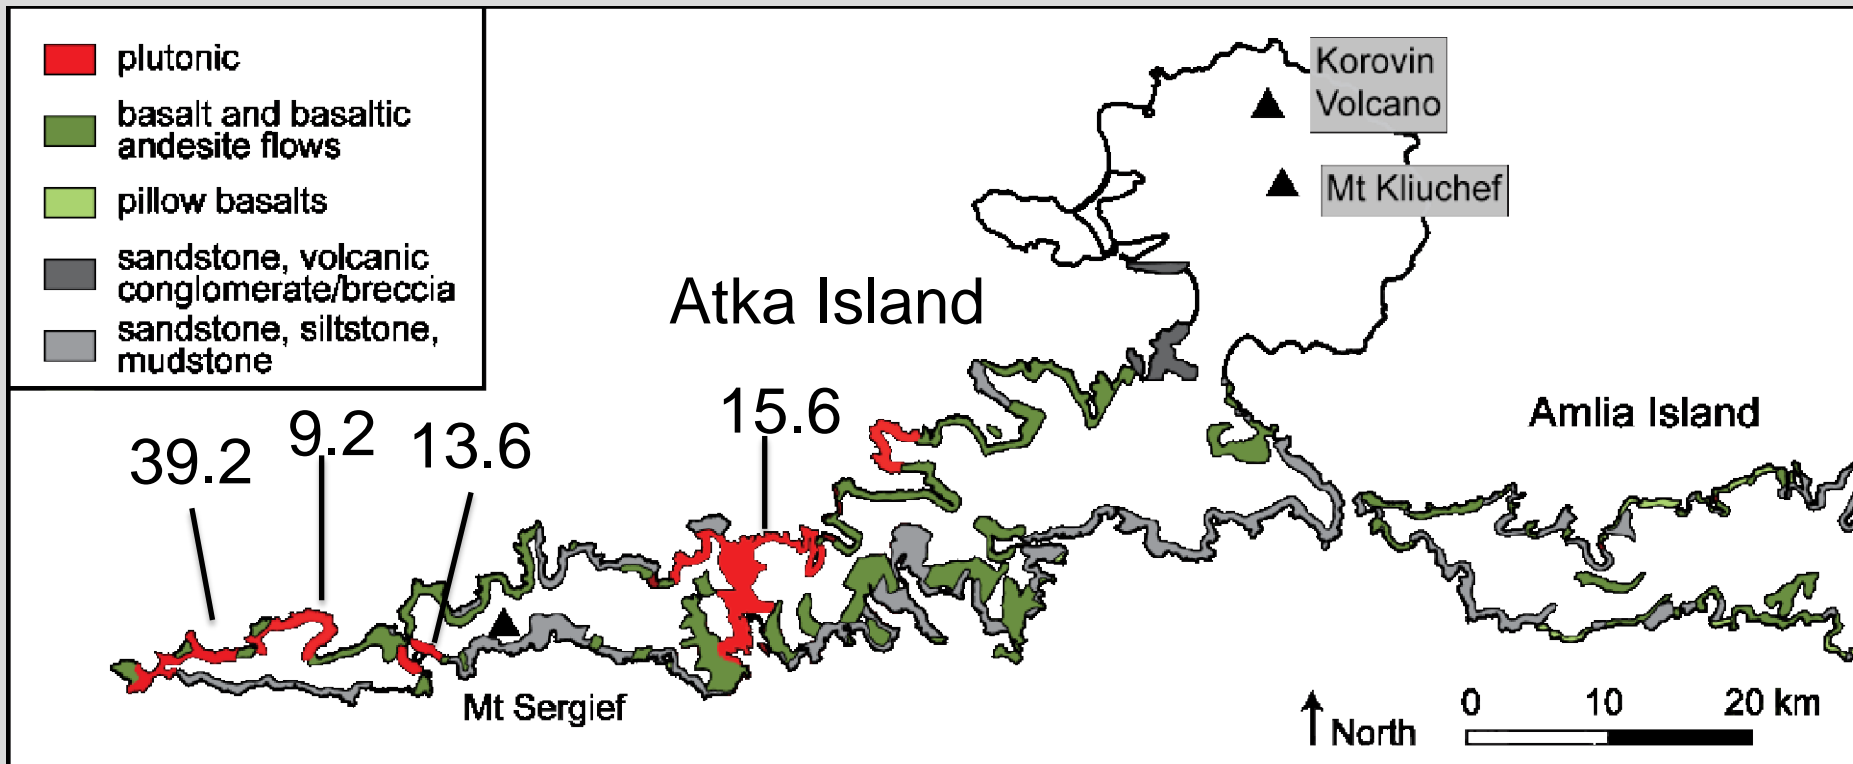 plutonic
basalt and basaltic
andesite flows
pillow basalts
sandstone, volcanic
conglomerate/breccia
sandstone, siltstone,
mudstone
Korovin
Volcano
Mt Kliuchef
Atka Island
Amlia Island
39.2
9.2
13.6
15.6
Mt Sergief
North
0 10 20 km